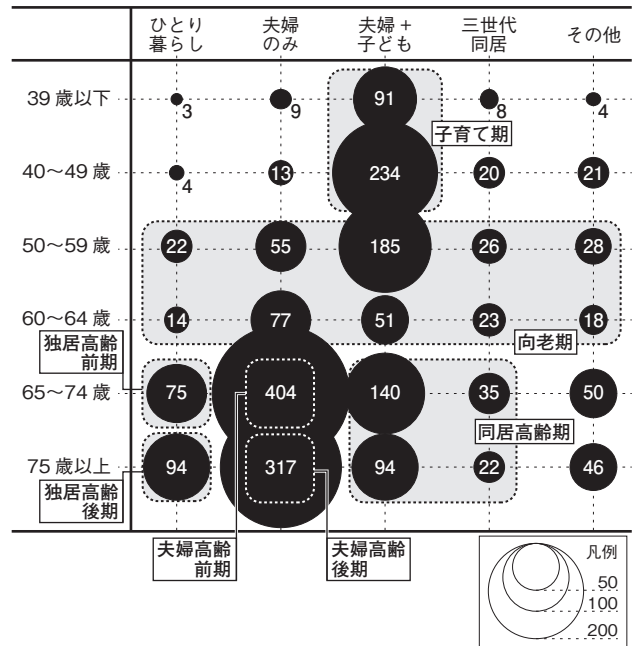 ひとり
暮らし
夫婦
のみ
夫婦+
子ども
三世代
同居
その他
39歳以下
3
9
91
8
4
子育て期
40〜49歳
4
13
234
20
21
50〜59歳
22
55
185
26
28
60〜64歳
14
77
51
23
18
向老期
独居高齢
前期
65〜74歳
75
404
140
35
50
同居高齢期
75歳以上
94
317
94
22
46
独居高齢
後期
夫婦高齢
前期
夫婦高齢
後期
凡例
50
100
200